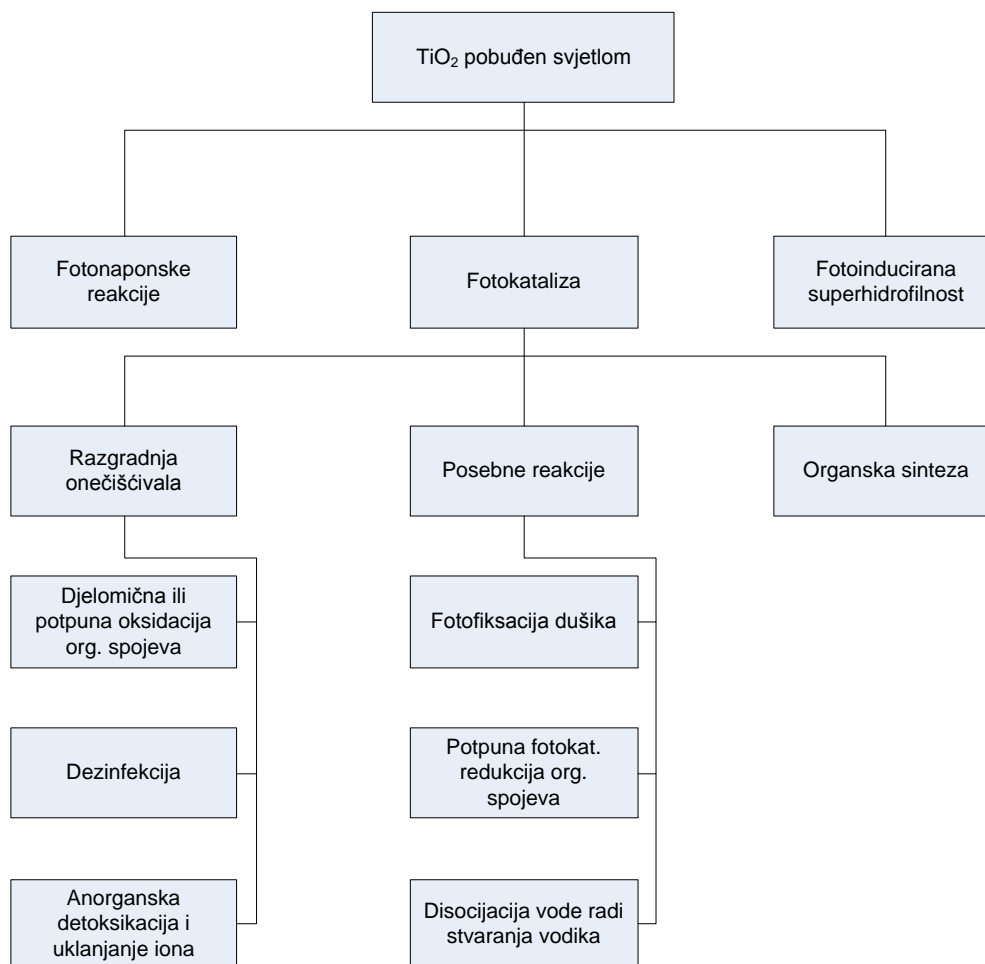 TiO₂ pobuđen svjetlom
Fotonaponske
reakcije
Fotokataliza
Fotoinducirana
superhidrofilnost
Razgradnja
onečišćivala
Posebne reakcije
Organska sinteza
Djelomična ili
potpuna oksidacija
org. spojeva
Fotofiksacija dušika
Dezinfekcija
Potpuna fotokat.
redukcija org.
spojeva
Anorganska
detoksikacija i
uklanjanje iona
Disocijacija vode radi
stvaranja vodika